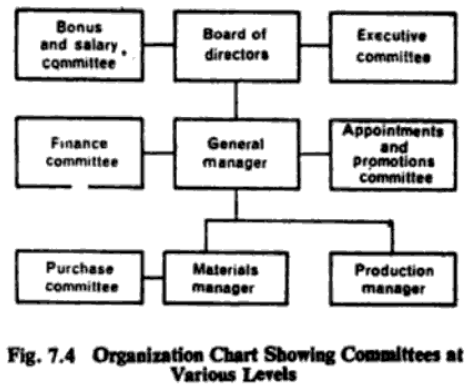 Bonus
and salary
committee
Board of
directors
Executive
committee
Finance
committee
General
manager
Appointments
and
promotions
committee
Purchase
committee
Materials
manager
Production
manager
Fig. 7.4 Organization Chart Showing Committees at
Various Levels